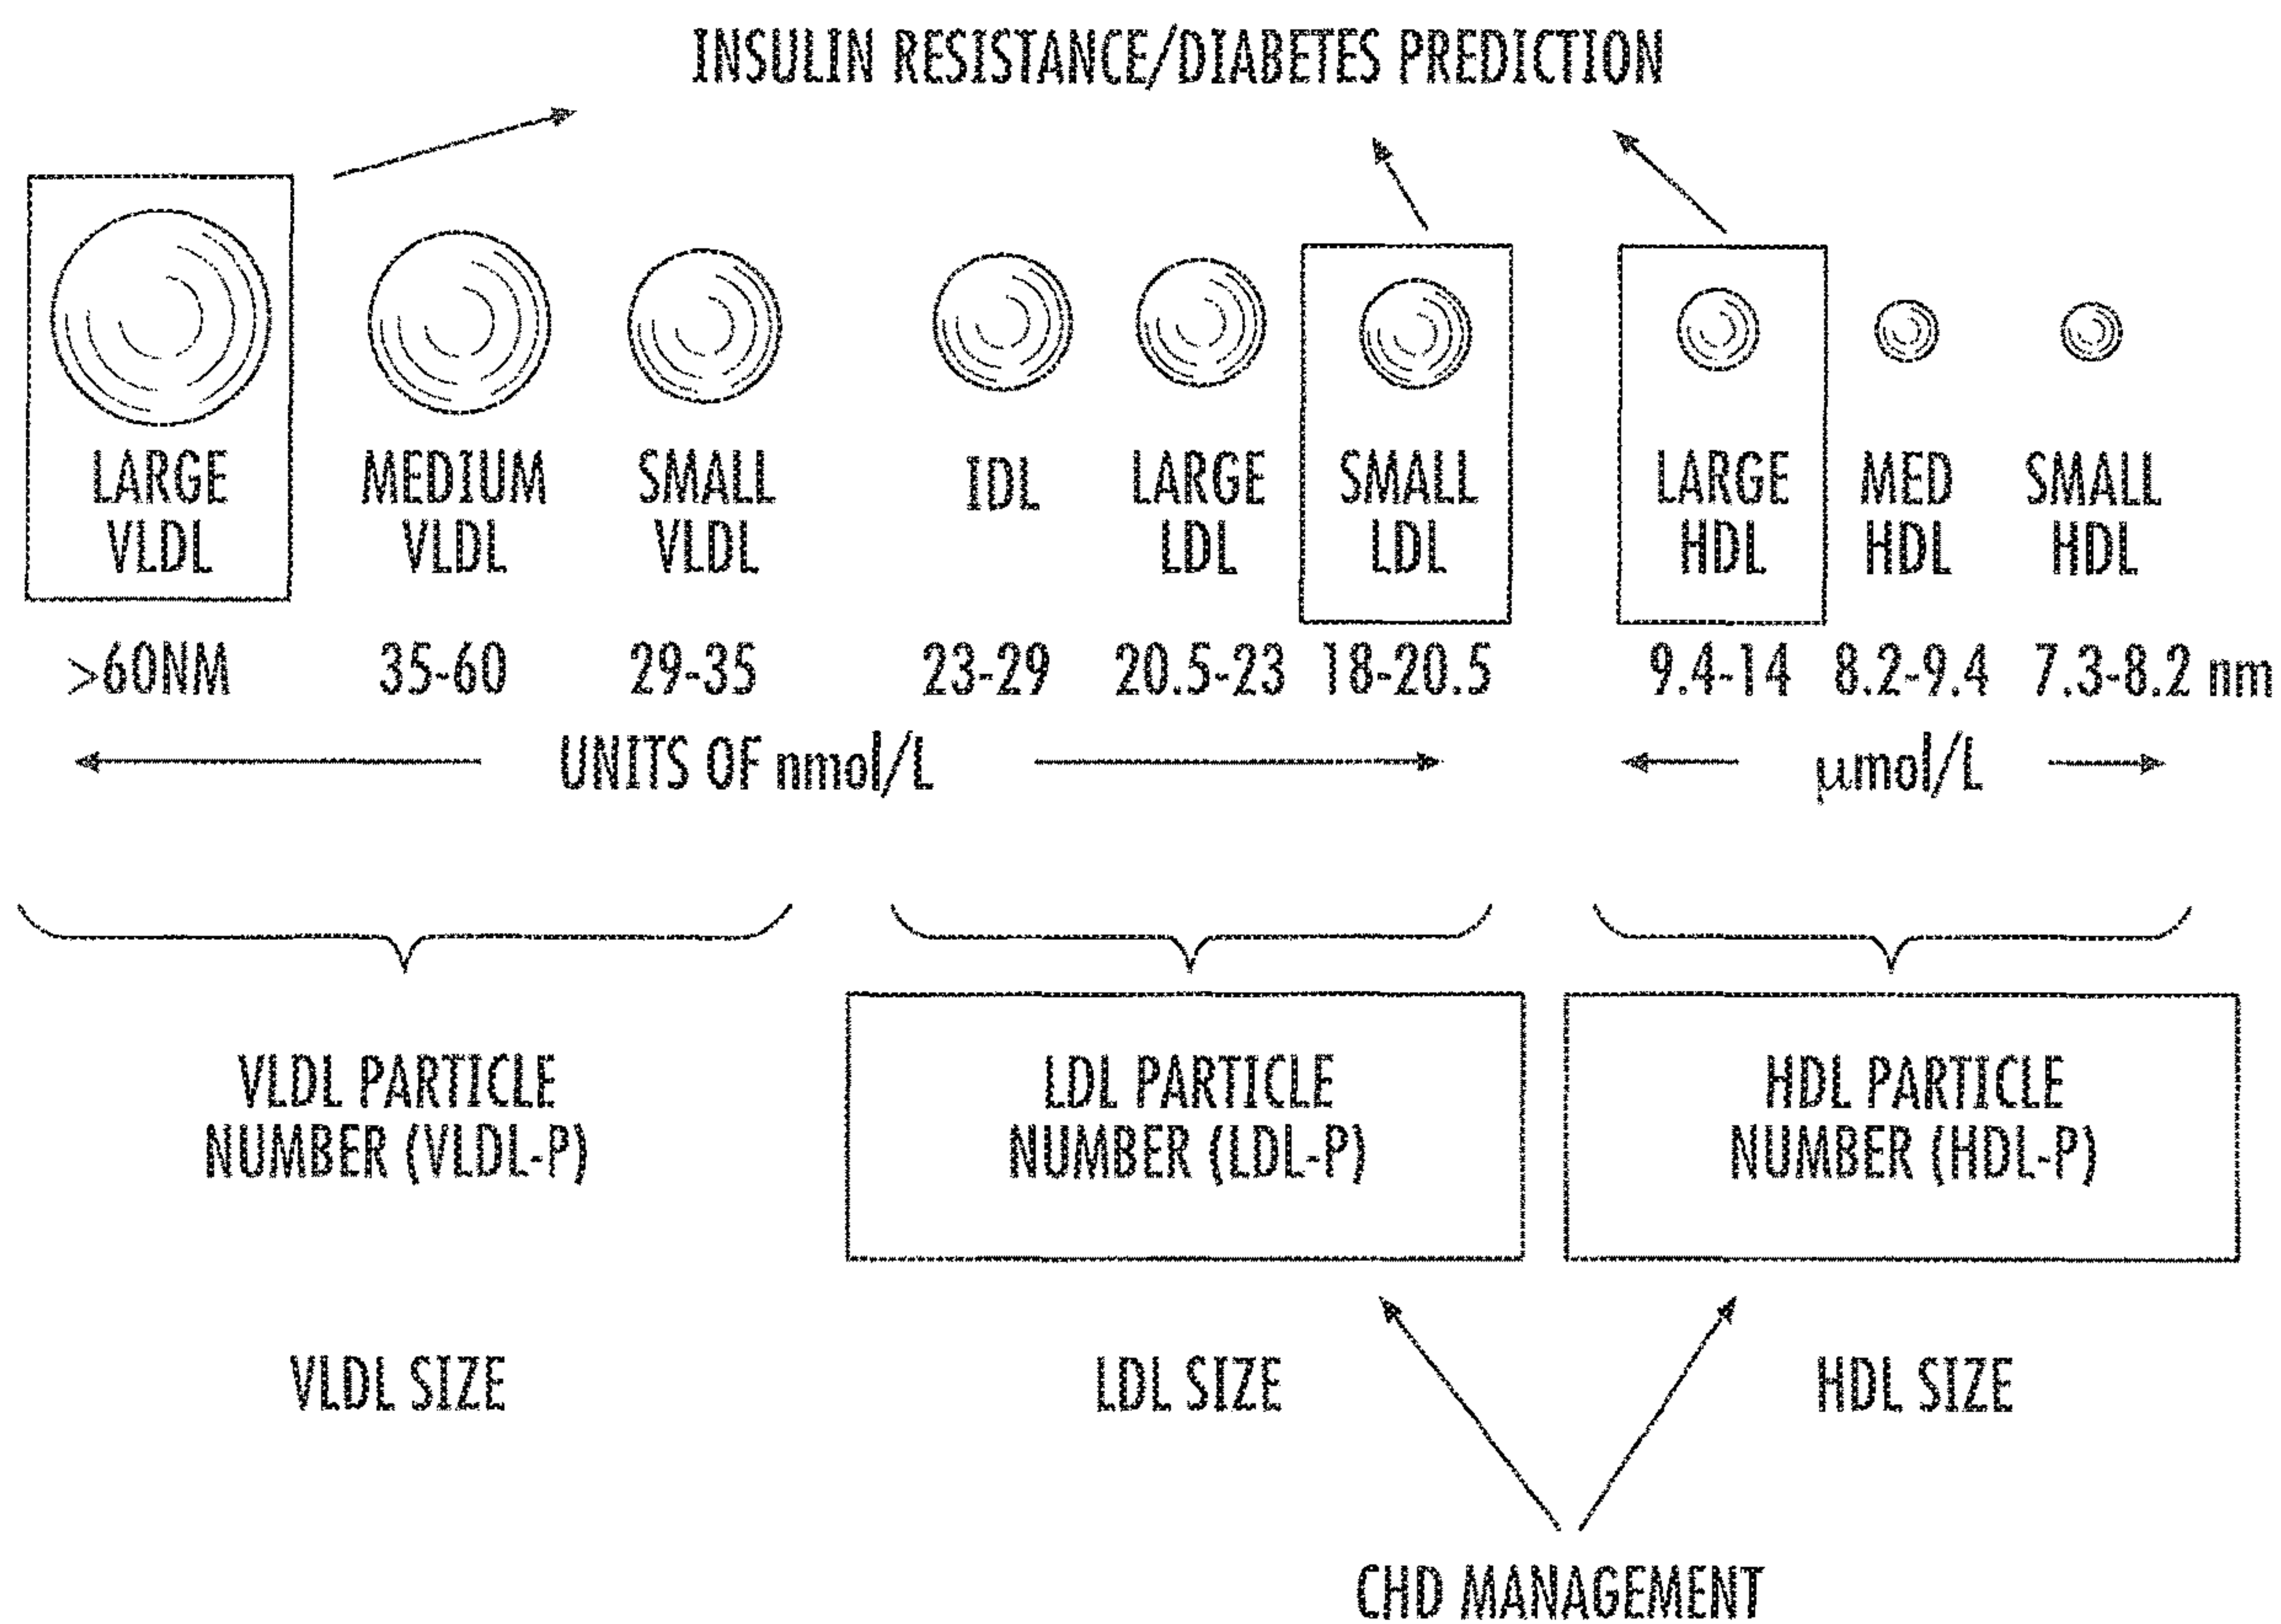 INSULIN RESISTANCE/DIABETES PREDICTION
LARGE
VLDL
MEDIUM
VLDL
SMALL
VLDL
IDL
LARGE
LDL
SMALL
LDL
LARGE
HDL
MED
HDL
SMALL
HDL
>60NM 35-60 29-35 23-29 20.5-23 18-20.5 9.4-14 8.2-9.4 7.3-8.2 nm
UNITS OF nmol/L
µmol/L
VLDL PARTICLE
NUMBER (VLDL-P)
LDL PARTICLE
NUMBER (LDL-P)
HDL PARTICLE
NUMBER (HDL-P)
VLDL SIZE
LDL SIZE
HDL SIZE
CHD MANAGEMENT